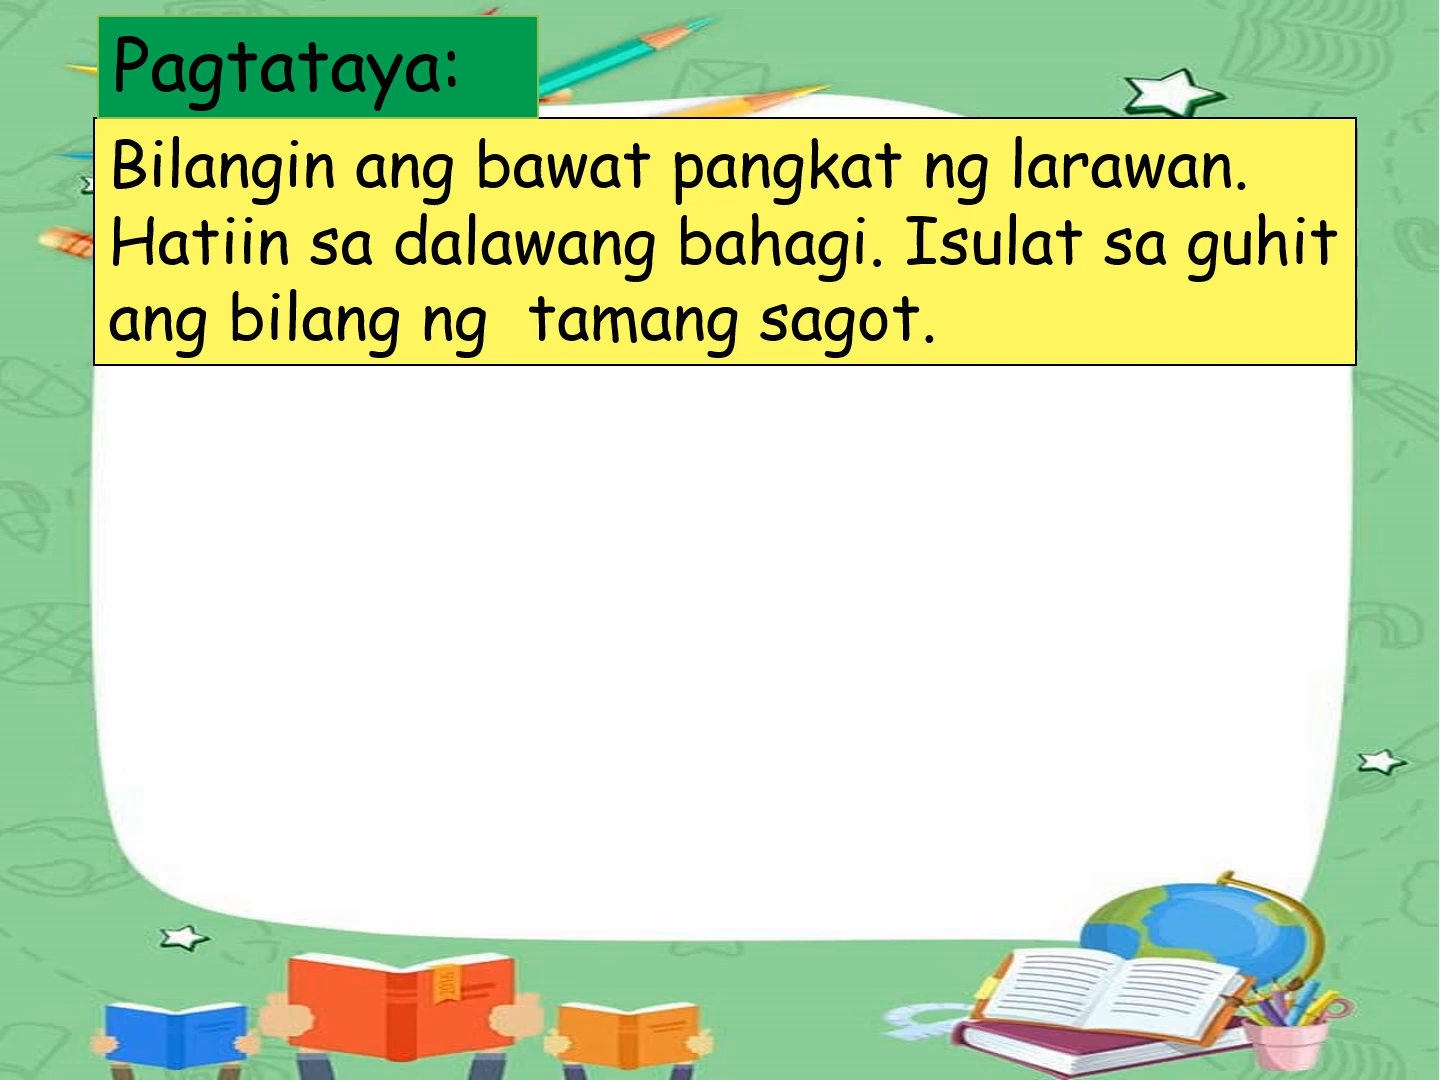 Pagtataya:
Bilangin ang bawat pangkat ng larawan.
Hatiin sa dalawang bahagi. Isulat sa guhit
ang bilang ng  tamang sagot.
2016